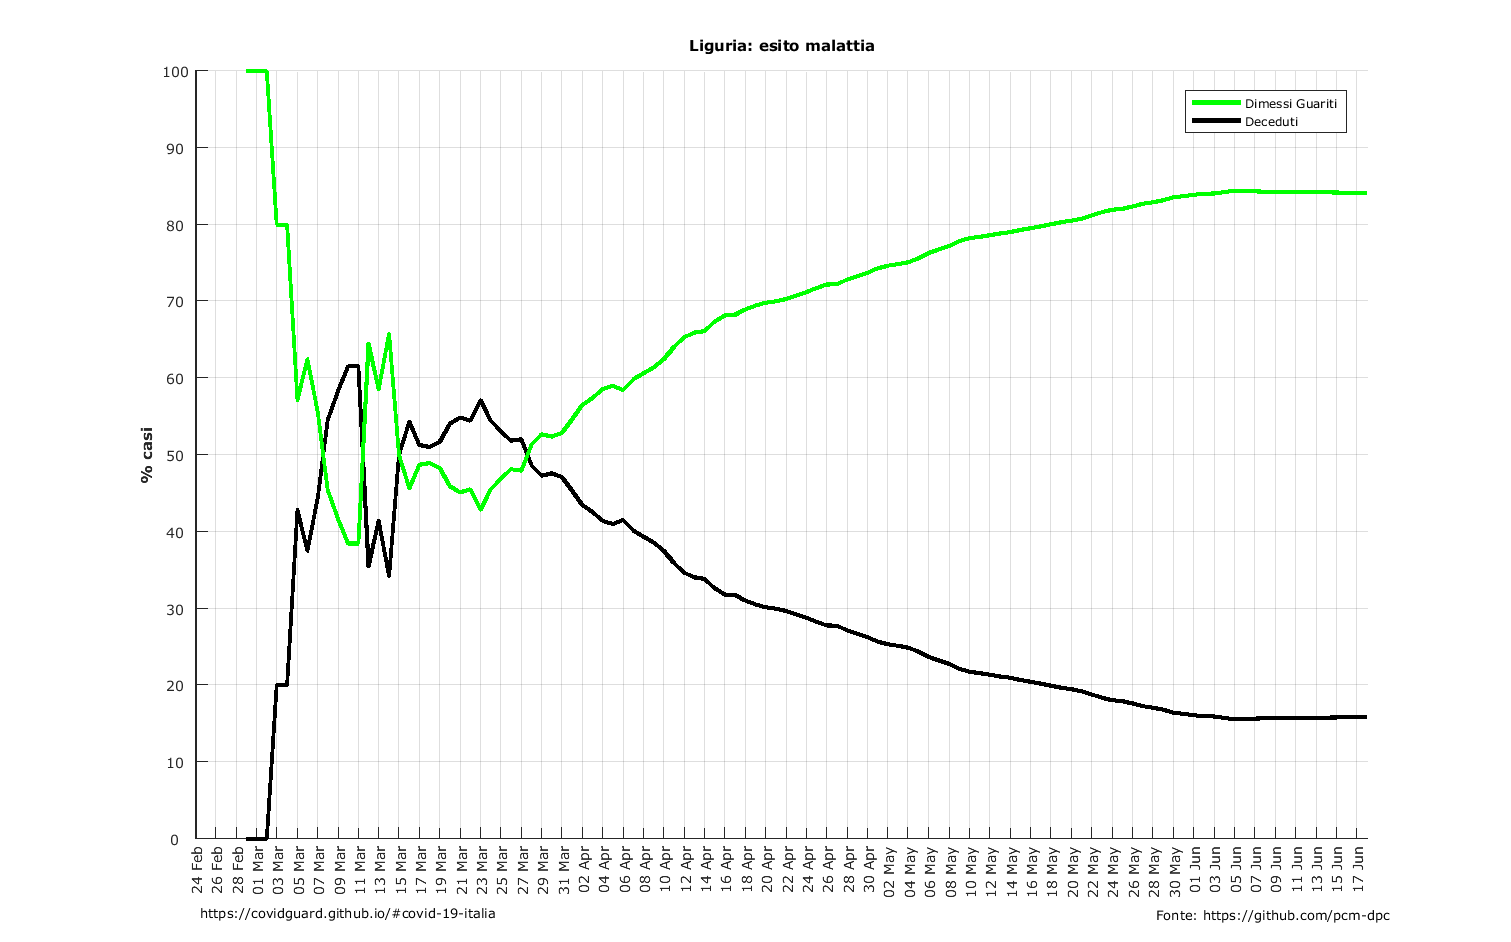 Liguria: esito malattia
Dimessi Guariti
Deceduti
% casi
100
90
80
70
60
50
40
30
20
10
0
24 Feb
26 Feb
28 Feb
01 Mar
03 Mar
05 Mar
07 Mar
09 Mar
11 Mar
13 Mar
15 Mar
17 Mar
19 Mar
21 Mar
23 Mar
25 Mar
27 Mar
29 Mar
31 Mar
02 Apr
04 Apr
06 Apr
08 Apr
10 Apr
12 Apr
14 Apr
16 Apr
18 Apr
20 Apr
22 Apr
24 Apr
26 Apr
28 Apr
30 Apr
02 May
04 May
06 May
08 May
10 May
12 May
14 May
16 May
18 May
20 May
22 May
24 May
26 May
28 May
30 May
01 Jun
03 Jun
05 Jun
07 Jun
09 Jun
11 Jun
13 Jun
15 Jun
17 Jun
https://covidguard.github.io/#covid-19-italia
Fonte: https://github.com/pcm-dpc